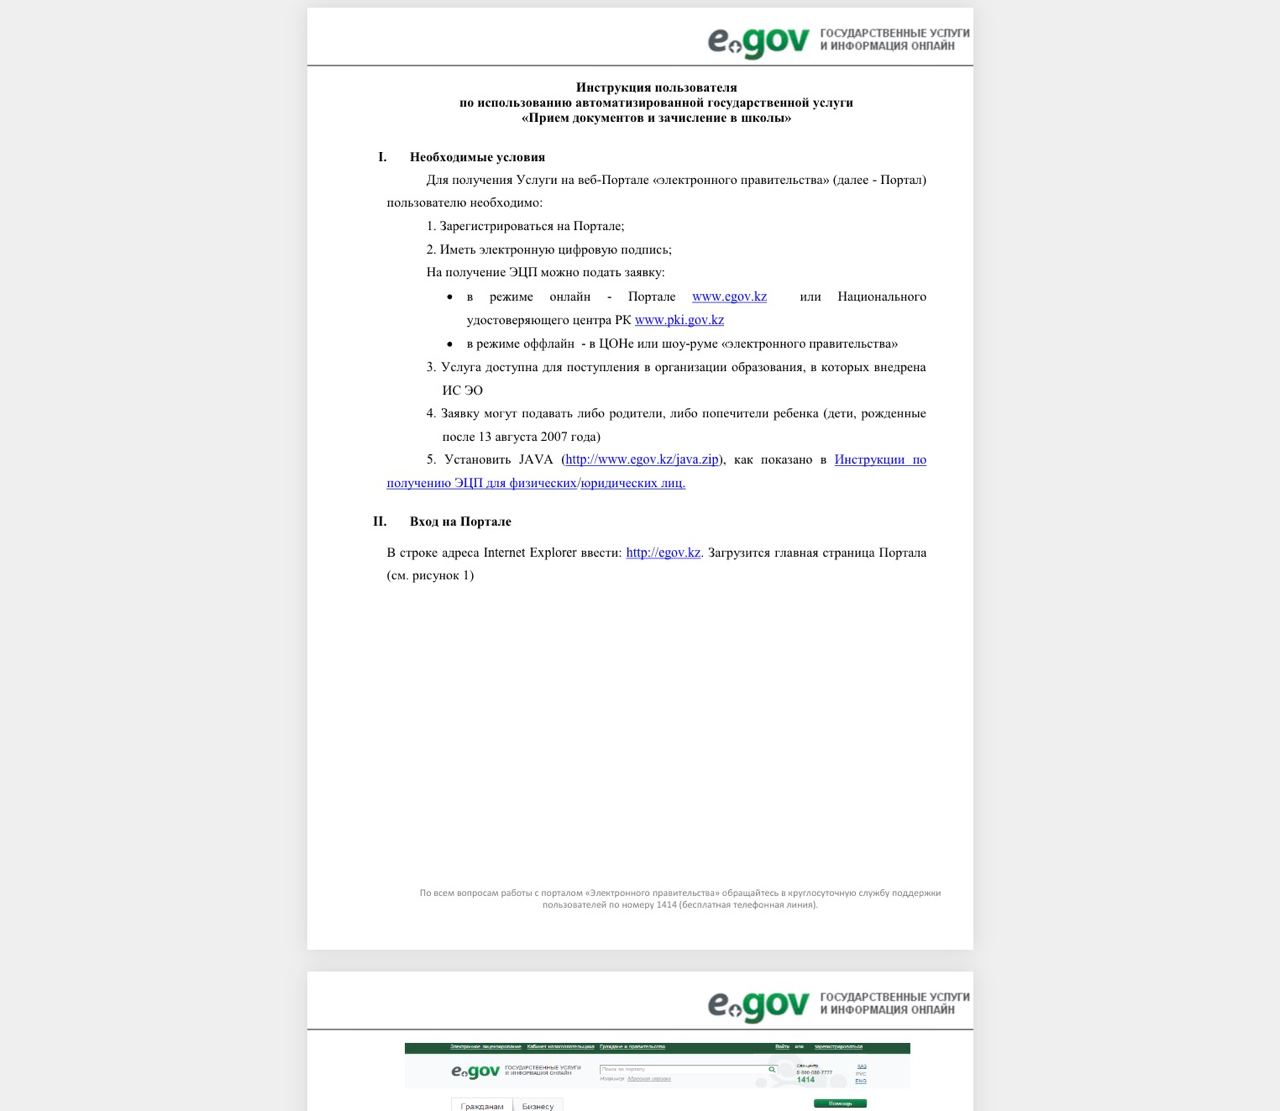 e.gov ГОСУДАРСТВЕННЫЕ УСЛУГИ
И ИНФОРМАЦИЯ ОНЛАЙН
Инструкция пользователя
по использованию автоматизированной государственной услуги
«Прием документов и зачисление в школы»
I. Необходимые условия
Для получения Услуги на веб-Портале «электронного правительства» (далее - Портал)
пользователю необходимо:
1. Зарегистрироваться на Портале;
2. Иметь электронную цифровую подпись;
На получение ЭЦП можно подать заявку:
• в режиме онлайн - Портале www.egov.kz или Национального
удостоверяющего центра РК www.pki.gov.kz
• в режиме оффлайн - в ЦОНе или шоу-руме «электронного правительства»
3. Услуга доступна для поступления в организации образования, в которых внедрена
ИС ЭО
4. Заявку могут подавать либо родители, либо попечители ребенка (дети, рожденные
после 13 августа 2007 года)
5. Установить JAVA (http://www.egov.kz/java.zip), как показано в Инструкции по
получению ЭЦП для физических/юридических лиц.
II. Вход на Портале
В строке адреса Internet Explorer ввести: http://egov.kz. Загрузится главная страница Портала
(см. рисунок 1)
По всем вопросам работы с порталом «Электронного правительства» обращайтесь в круглосуточную службу поддержки
пользователей по номеру 1414 (бесплатная телефонная линия).
e.gov ГОСУДАРСТВЕННЫЕ УСЛУГИ
И ИНФОРМАЦИЯ ОНЛАЙН
Электронное лицензирование Кабинет налогоплательщика Граждане и правительство Войти или зарегистрироваться
e.gov ГОСУДАРСТВЕННЫЕ УСЛУГИ
И ИНФОРМАЦИЯ ОНЛАЙН
Поиск по порталу
8-800-080-7777
1414
ҚАЗ
РУС
ENG
Гражданам Бизнесу Помощь